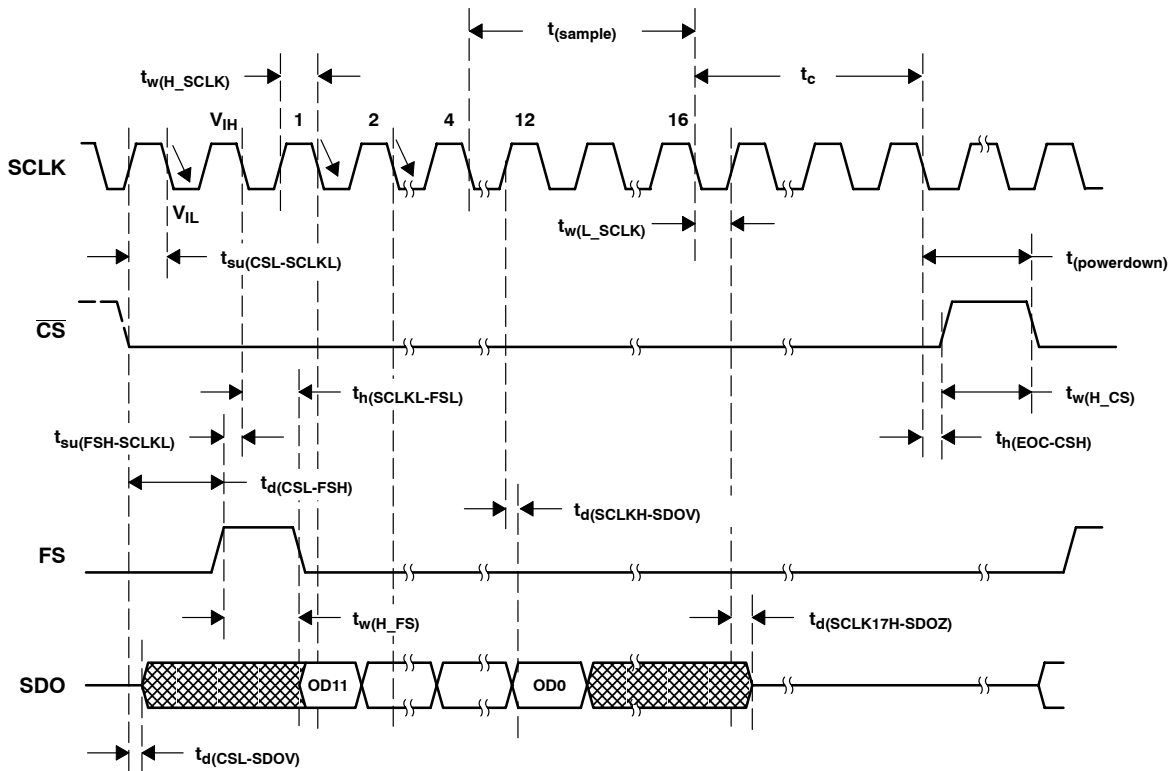 t(sample)
tw(H_SCLK)
tc
VIH
1
2
4
12
16
SCLK
VIL
tw(L_SCLK)
tsu(CSL-SCLKL)
t(powerdown)
CS
th(SCLKL-FSL)
tw(H_CS)
tsu(FSH-SCLKL)
th(EOC-CSH)
td(CSL-FSH)
td(SCLKH-SDOV)
FS
tw(H_FS)
td(SCLK17H-SDOZ)
SDO
OD11
OD0
td(CSL-SDOV)